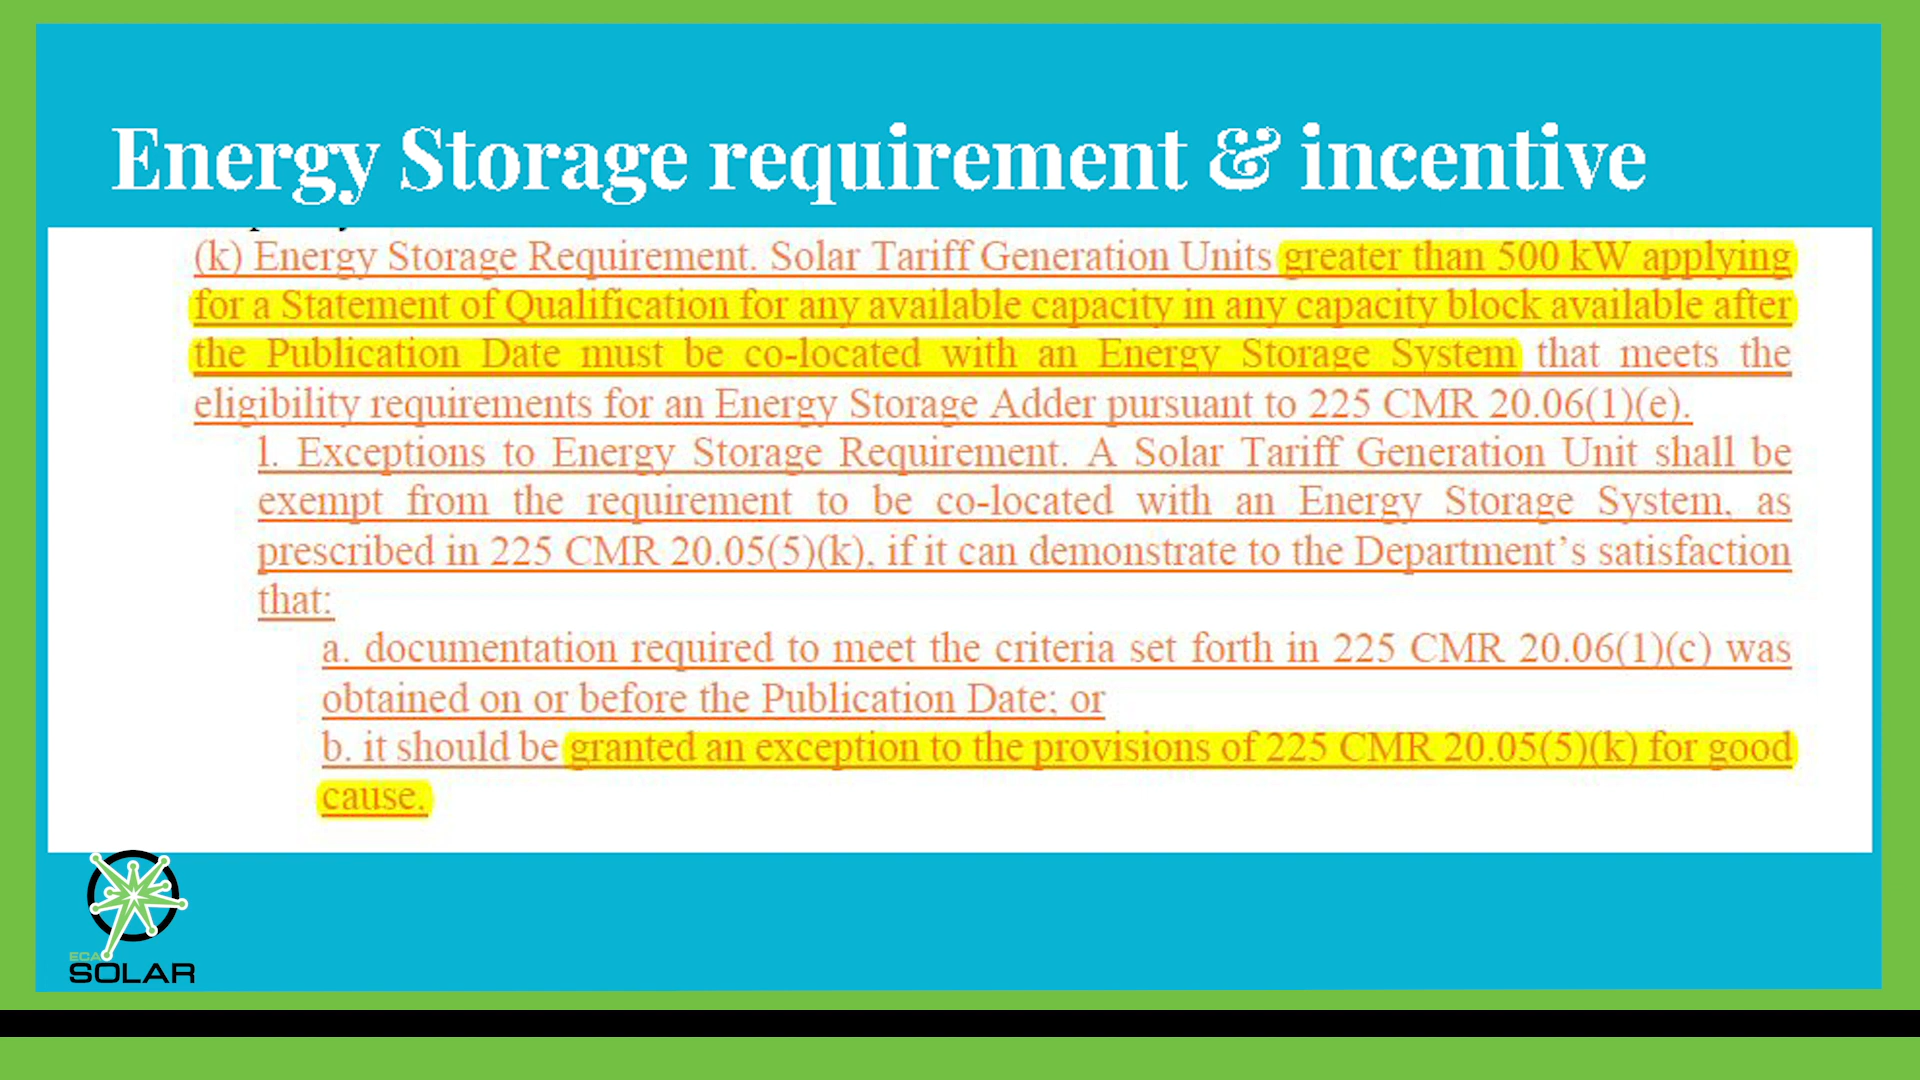 Energy Storage requirement & incentive
(k) Energy Storage Requirement. Solar Tariff Generation Units greater than 500 kW applying
for a Statement of Qualification for any available capacity in any capacity block available after
the Publication Date must be co-located with an Energy Storage System that meets the
eligibility requirements for an Energy Storage Adder pursuant to 225 CMR 20.06(1)(e).
1. Exceptions to Energy Storage Requirement. A Solar Tariff Generation Unit shall be
exempt from the requirement to be co-located with an Energy Storage System, as
prescribed in 225 CMR 20.05(5)(k), if it can demonstrate to the Department’s satisfaction
that:
a. documentation required to meet the criteria set forth in 225 CMR 20.06(1)(c) was
obtained on or before the Publication Date; or
b. it should be granted an exception to the provisions of 225 CMR 20.05(5)(k) for good
cause.
ECA
SOLAR